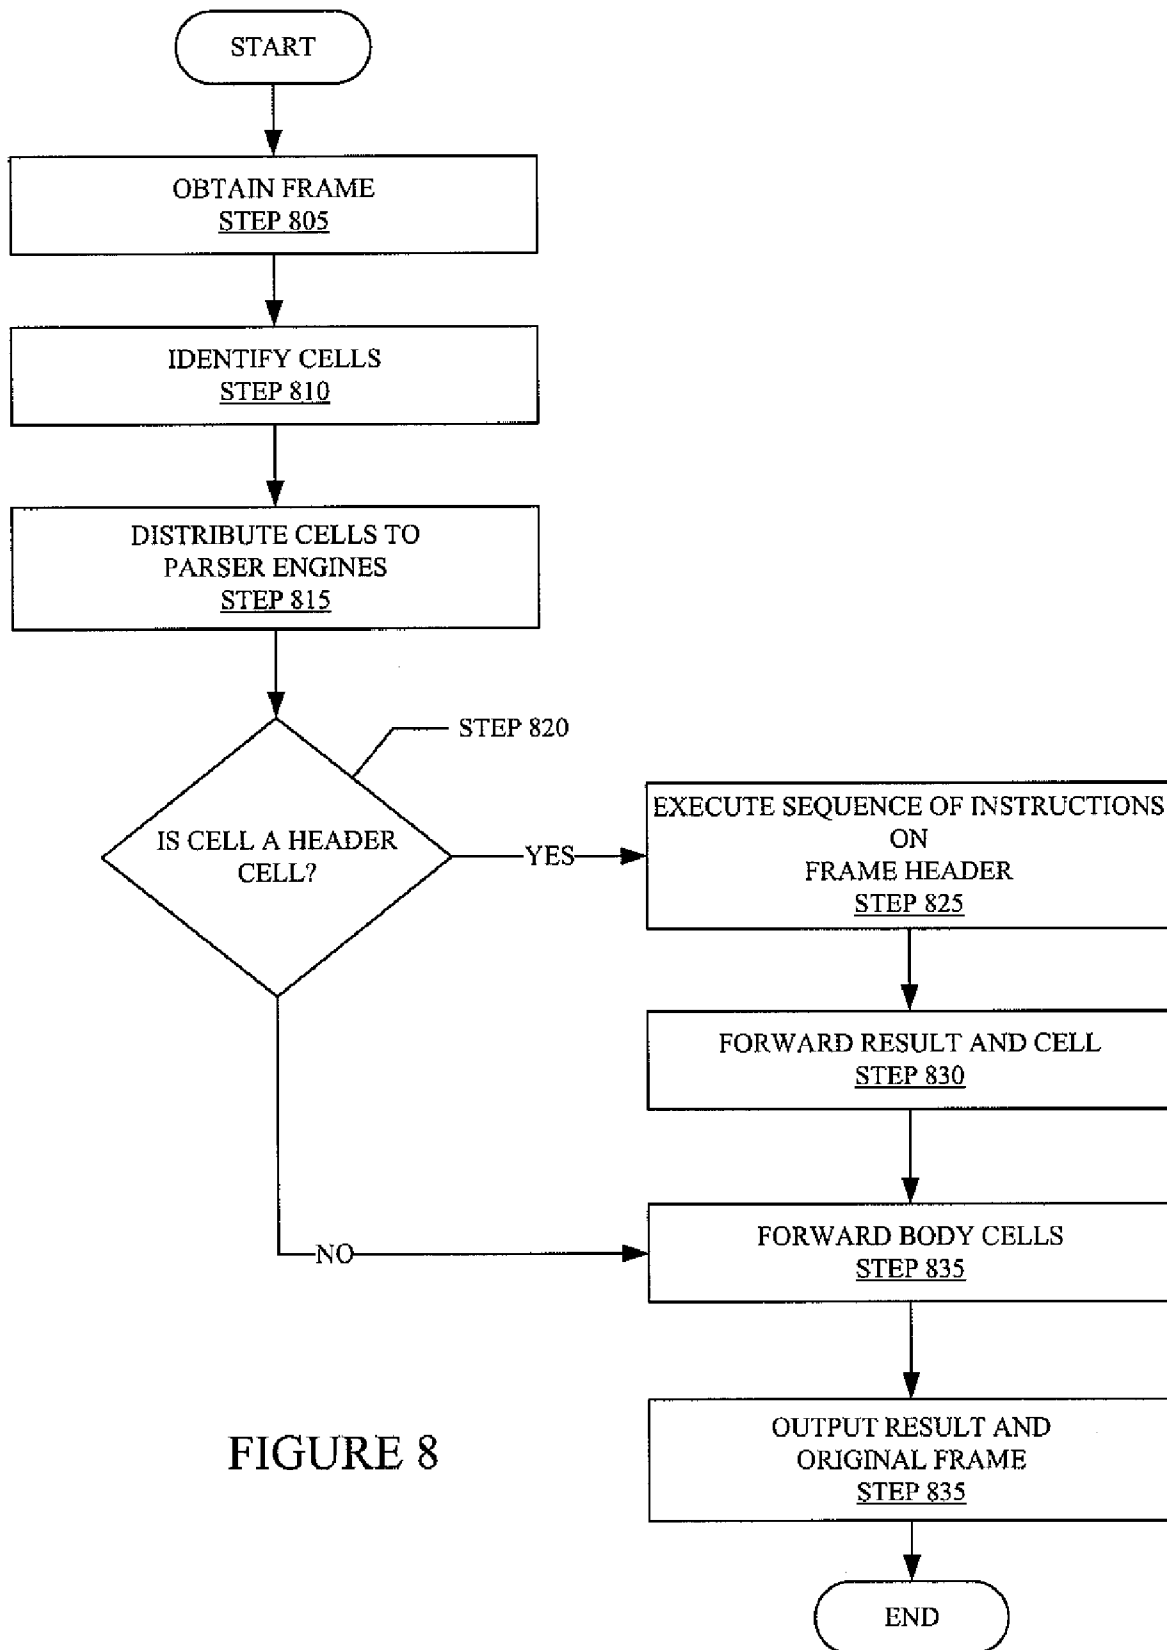 START
OBTAIN FRAME
STEP 805
IDENTIFY CELLS
STEP 810
DISTRIBUTE CELLS TO
PARSER ENGINES
STEP 815
STEP 820
IS CELL A HEADER
CELL?
YES
EXECUTE SEQUENCE OF INSTRUCTIONS
ON
FRAME HEADER
STEP 825
FORWARD RESULT AND CELL
STEP 830
NO
FORWARD BODY CELLS
STEP 835
OUTPUT RESULT AND
ORIGINAL FRAME
STEP 835
END
FIGURE 8